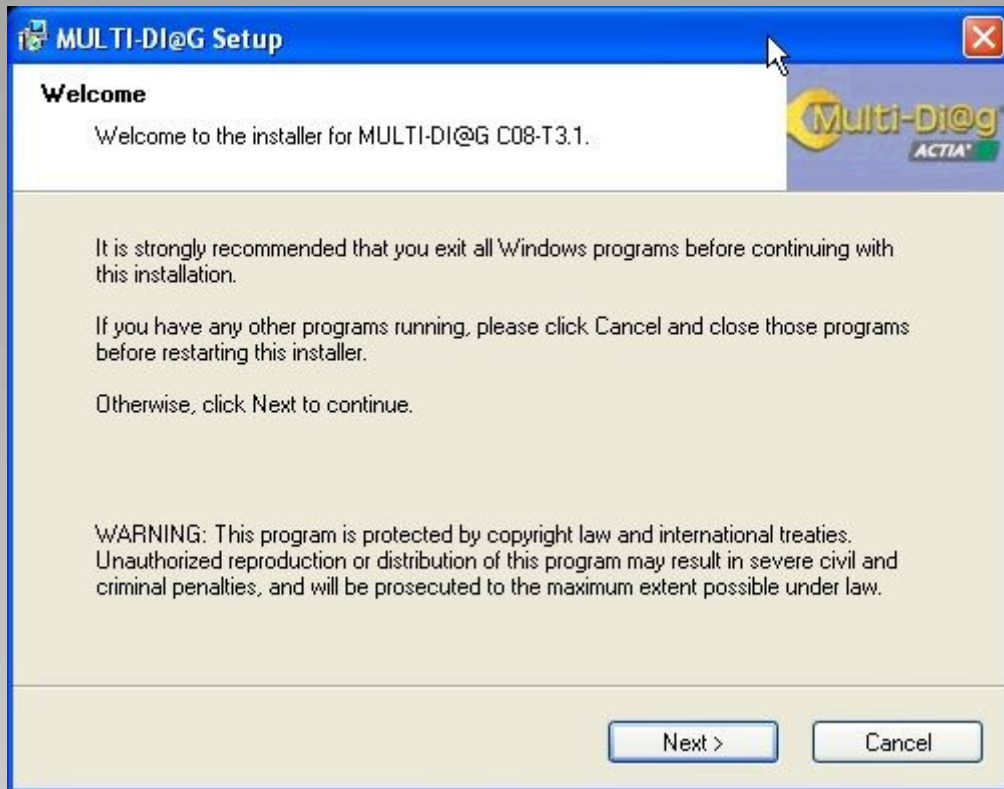 MULTI-DI@G Setup
Welcome
Welcome to the installer for MULTI-DI@G C08-T3.1.
Multi-Di@g
ACTIA®
It is strongly recommended that you exit all Windows programs before continuing with
this installation.
If you have any other programs running, please click Cancel and close those programs
before restarting this installer.
Otherwise, click Next to continue.
WARNING: This program is protected by copyright law and international treaties.
Unauthorized reproduction or distribution of this program may result in severe civil and
criminal penalties, and will be prosecuted to the maximum extent possible under law.
Next >
Cancel